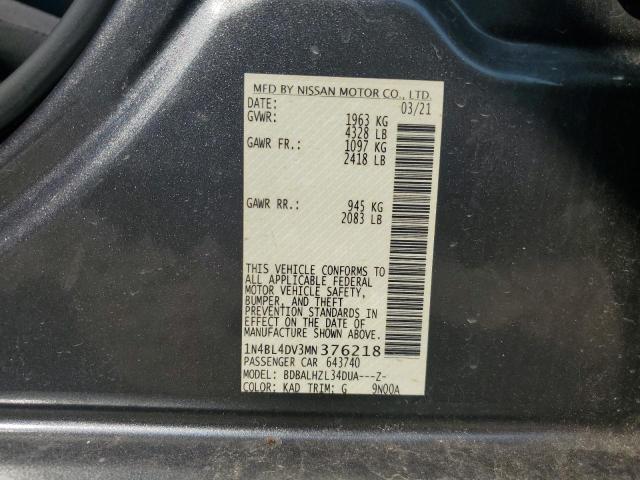 MFD BY NISSAN MOTOR CO., LTD.
DATE: 03/21
GVWR: 1963 KG
4328 LB
GAWR FR.: 1097 KG
2418 LB
GAWR RR.: 945 KG
2083 LB
THIS VEHICLE CONFORMS TO
ALL APPLICABLE FEDERAL
MOTOR VEHICLE SAFETY,
BUMPER, AND THEFT
PREVENTION STANDARDS IN
EFFECT ON THE DATE OF
MANUFACTURE SHOWN ABOVE.
1N4BL4DV3MN376218
PASSENGER CAR 643740
MODEL: BDBALHZL34DUA---Z-
COLOR: KAD TRIM: G 9N00A